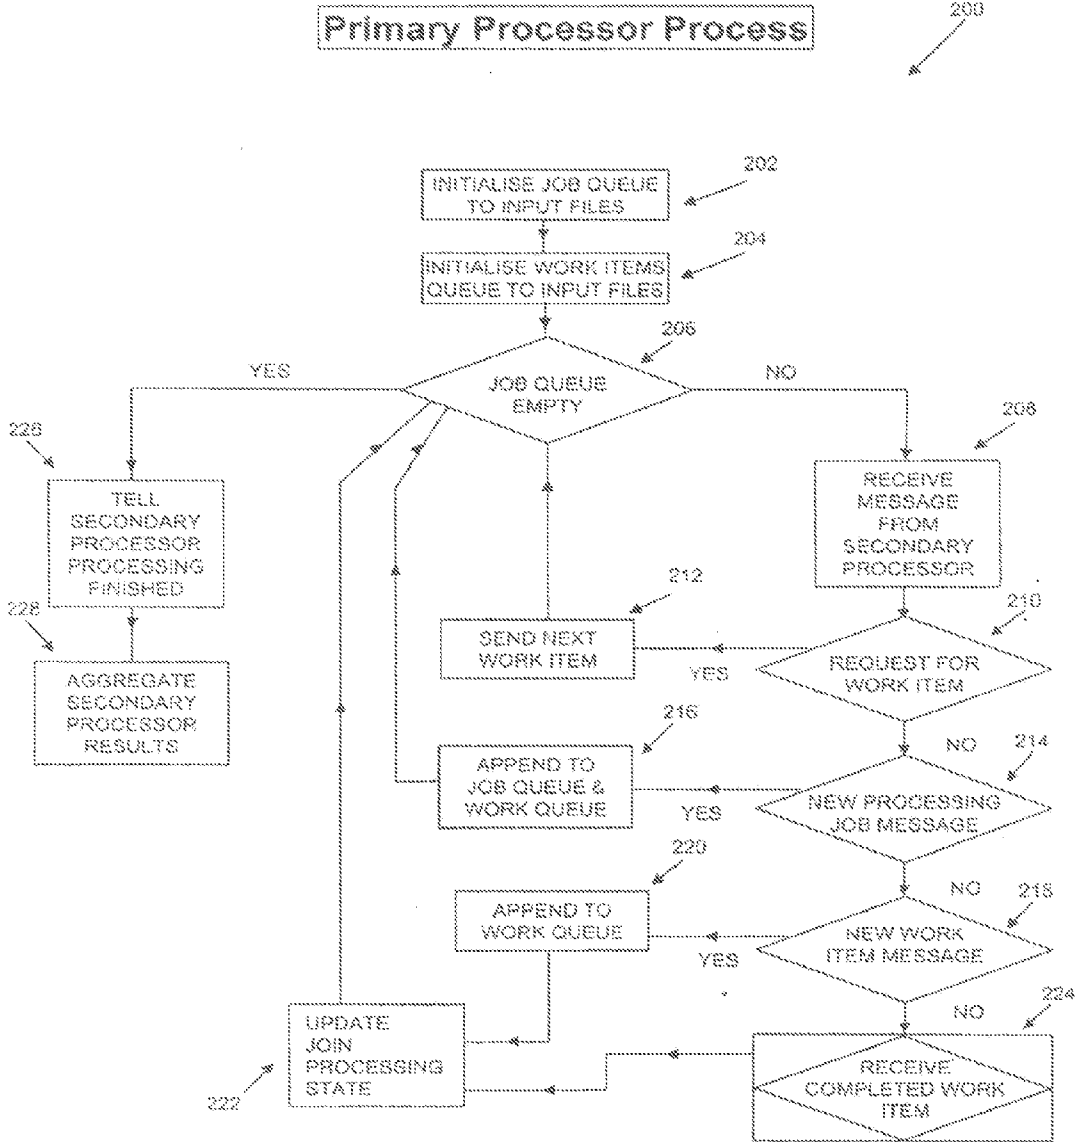 Primary Processor Process
200
202
INITIALISE JOB QUEUE
TO INPUT FILES
204
INITIALISE WORK ITEMS
QUEUE TO INPUT FILES
206
YES
JOB QUEUE
EMPTY
NO
226
208
TELL
SECONDARY
PROCESSOR
PROCESSING
FINISHED
RECEIVE
MESSAGE
FROM
SECONDARY
PROCESSOR
228
212
210
AGGREGATE
SECONDARY
PROCESSOR
RESULTS
SEND NEXT
WORK ITEM
YES
REQUEST FOR
WORK ITEM
216
NO
214
APPEND TO
JOB QUEUE &
WORK QUEUE
YES
NEW PROCESSING
JOB MESSAGE
220
NO
218
APPEND TO
WORK QUEUE
YES
NEW WORK
ITEM MESSAGE
NO
224
UPDATE
JOIN
PROCESSING
STATE
222
RECEIVE
COMPLETED WORK
ITEM